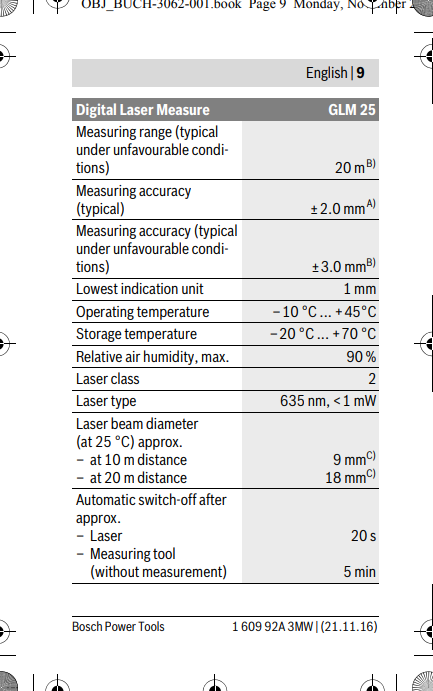 OBJ_BUCH-3062-001.book Page 9 Monday, No
English | 9
Digital Laser Measure GLM 25
Measuring range (typical
under unfavourable condi-
tions) 20 mB)
Measuring accuracy
(typical) ± 2.0 mmA)
Measuring accuracy (typical
under unfavourable condi-
tions) ± 3.0 mmB)
Lowest indication unit 1 mm
Operating temperature – 10 °C ... + 45°C
Storage temperature – 20 °C ... + 70 °C
Relative air humidity, max. 90 %
Laser class 2
Laser type 635 nm, < 1 mW
Laser beam diameter
(at 25 °C) approx.
– at 10 m distance 9 mmC)
– at 20 m distance 18 mmC)
Automatic switch-off after
approx.
– Laser 20 s
– Measuring tool
(without measurement) 5 min
Bosch Power Tools 1 609 92A 3MW | (21.11.16)